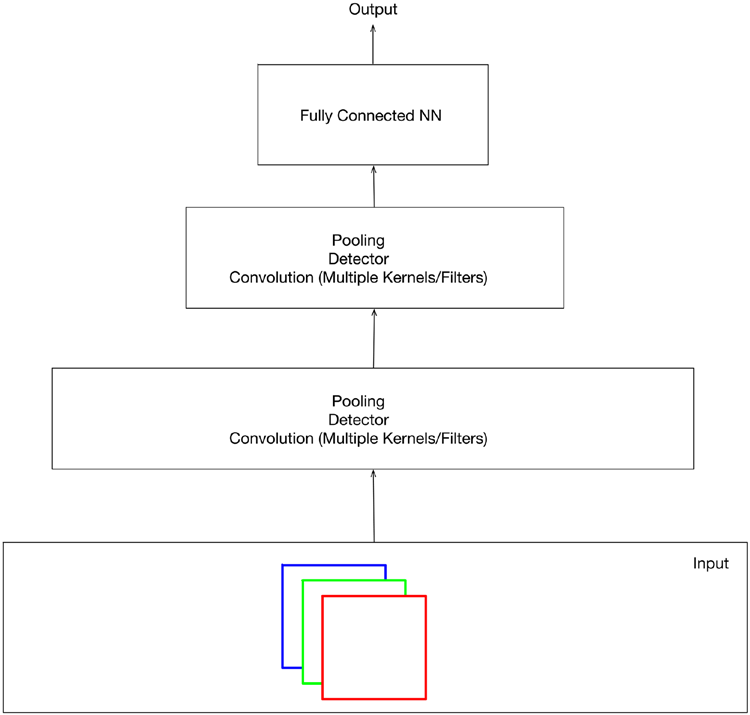 Output
Fully Connected NN
Pooling
Detector
Convolution (Multiple Kernels/Filters)
Pooling
Detector
Convolution (Multiple Kernels/Filters)
Input